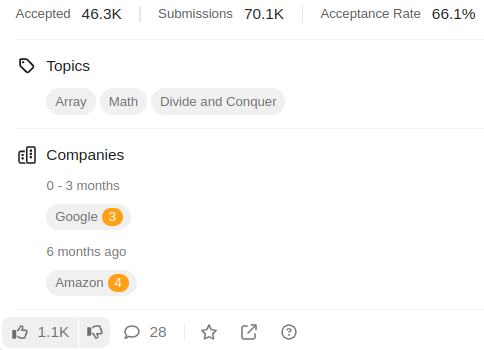 Accepted 46.3K Submissions 70.1K Acceptance Rate 66.1%
Topics
Array Math Divide and Conquer
Companies
0 - 3 months
Google 3
6 months ago
Amazon 4
1.1K 28